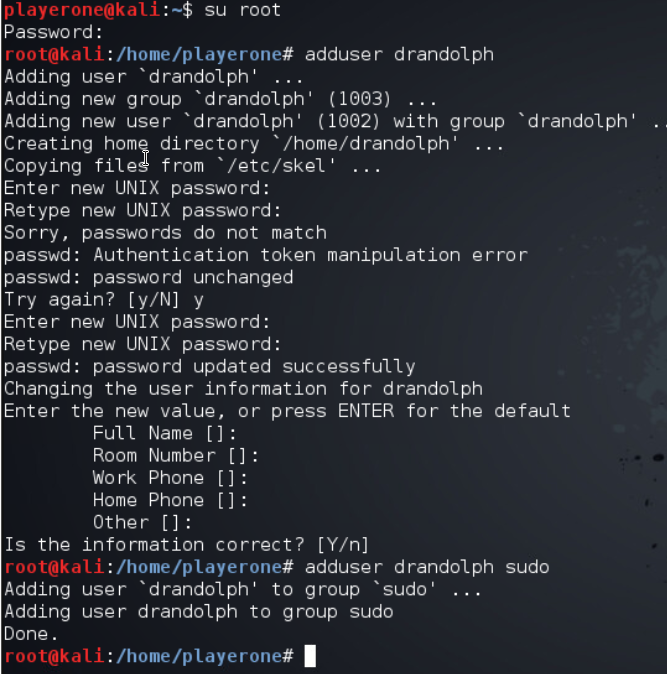 playerone@kali:~$ su root
Password:
root@kali:/home/playerone# adduser drandolph
Adding user `drandolph' ...
Adding new group `drandolph' (1003) ...
Adding new user `drandolph' (1002) with group `drandolph' ..
Creating home directory `/home/drandolph' ...
Copying files from `/etc/skel' ...
Enter new UNIX password:
Retype new UNIX password:
Sorry, passwords do not match
passwd: Authentication token manipulation error
passwd: password unchanged
Try again? [y/N] y
Enter new UNIX password:
Retype new UNIX password:
passwd: password updated successfully
Changing the user information for drandolph
Enter the new value, or press ENTER for the default
        Full Name []:
        Room Number []:
        Work Phone []:
        Home Phone []:
        Other []:
Is the information correct? [Y/n]
root@kali:/home/playerone# adduser drandolph sudo
Adding user `drandolph' to group `sudo' ...
Adding user drandolph to group sudo
Done.
root@kali:/home/playerone#